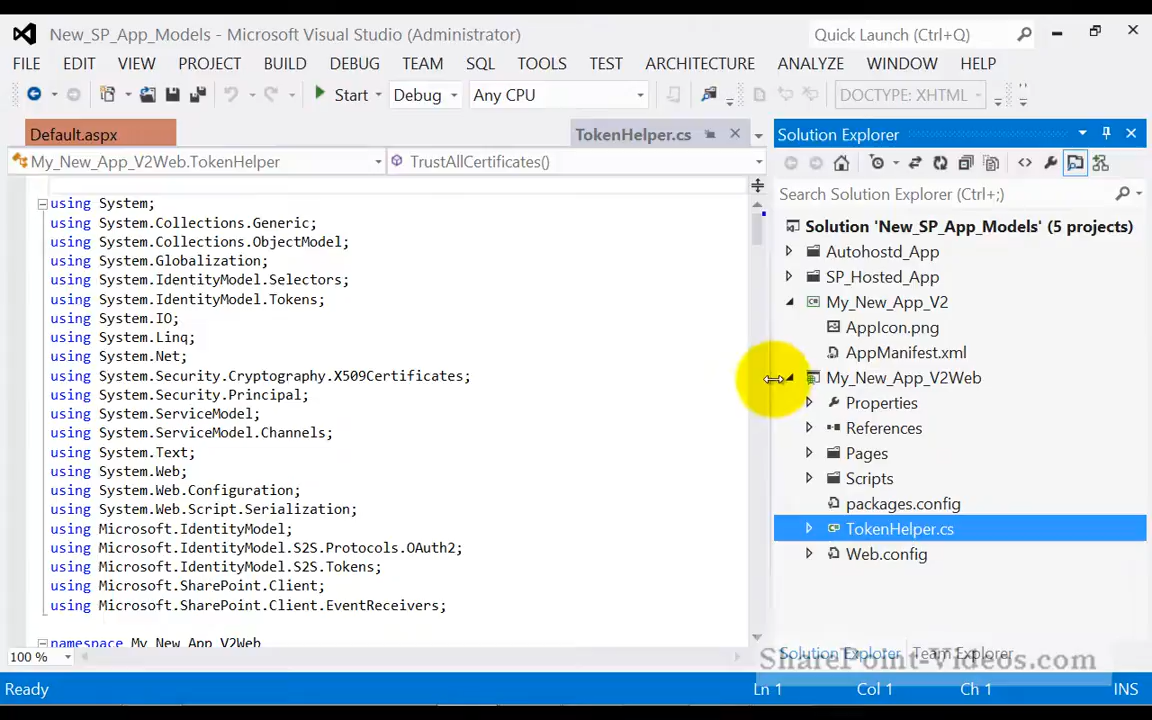 New_SP_App_Models - Microsoft Visual Studio (Administrator)
Quick Launch (Ctrl+Q)
FILE EDIT VIEW PROJECT BUILD DEBUG TEAM SQL TOOLS TEST ARCHITECTURE ANALYZE WINDOW HELP
Start Debug Any CPU DOCTYPE: XHTML
Default.aspx TokenHelper.cs
My_New_App_V2Web.TokenHelper TrustAllCertificates()
using System;
using System.Collections.Generic;
using System.Collections.ObjectModel;
using System.Globalization;
using System.IdentityModel.Selectors;
using System.IdentityModel.Tokens;
using System.IO;
using System.Linq;
using System.Net;
using System.Security.Cryptography.X509Certificates;
using System.Security.Principal;
using System.ServiceModel;
using System.ServiceModel.Channels;
using System.Text;
using System.Web;
using System.Web.Configuration;
using System.Web.Script.Serialization;
using Microsoft.IdentityModel;
using Microsoft.IdentityModel.S2S.Protocols.OAuth2;
using Microsoft.IdentityModel.S2S.Tokens;
using Microsoft.SharePoint.Client;
using Microsoft.SharePoint.Client.EventReceivers;
namespace My_New_App_V2Web
100 %
Solution Explorer
Search Solution Explorer (Ctrl+;)
Solution 'New_SP_App_Models' (5 projects)
Autohostd_App
SP_Hosted_App
My_New_App_V2
AppIcon.png
AppManifest.xml
My_New_App_V2Web
Properties
References
Pages
Scripts
packages.config
TokenHelper.cs
Web.config
Solution Explorer Team Explorer
SharePoint-Videos.com
Ready Ln 1 Col 1 Ch 1 INS